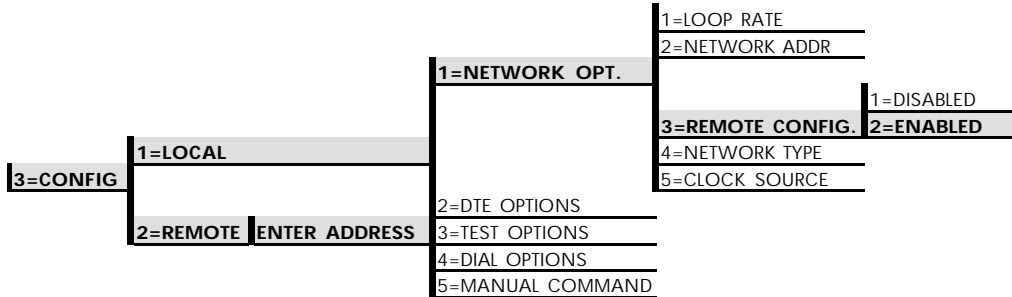 1=LOOP RATE
2=NETWORK ADDR
1=NETWORK OPT.
1=DISABLED
3=REMOTE CONFIG. 2=ENABLED
1=LOCAL
4=NETWORK TYPE
3=CONFIG
5=CLOCK SOURCE
2=DTE OPTIONS
2=REMOTE ENTER ADDRESS 3=TEST OPTIONS
4=DIAL OPTIONS
5=MANUAL COMMAND